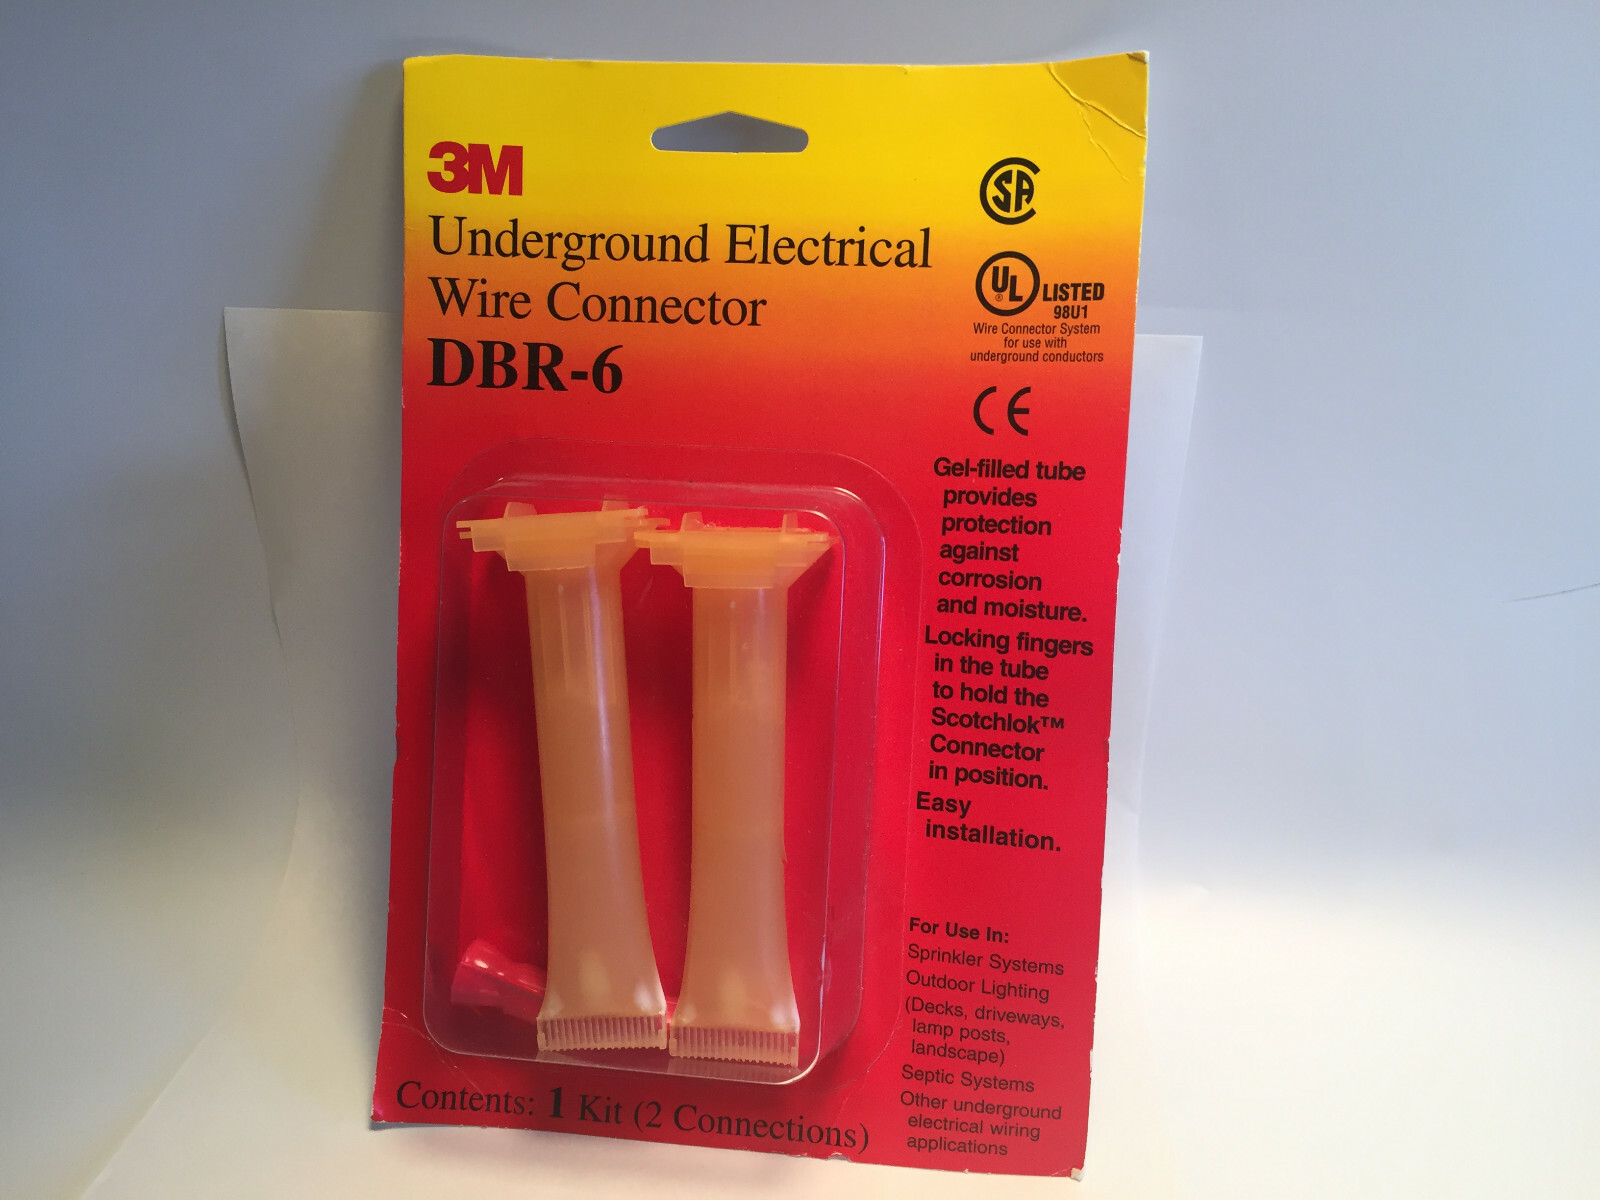 3M
Underground Electrical
Wire Connector
DBR-6
CSA
UL® LISTED
98U1
Wire Connector System
for use with
underground conductors
CE
Gel-filled tube
provides
protection
against
corrosion
and moisture.
Locking fingers
in the tube
to hold the
Scotchlok™
Connector
in position.
Easy
installation.
For Use In:
Sprinkler Systems
Outdoor Lighting
(Decks, driveways,
lamp posts,
landscape)
Septic Systems
Other underground
electrical wiring
applications
Contents: 1 Kit (2 Connections)